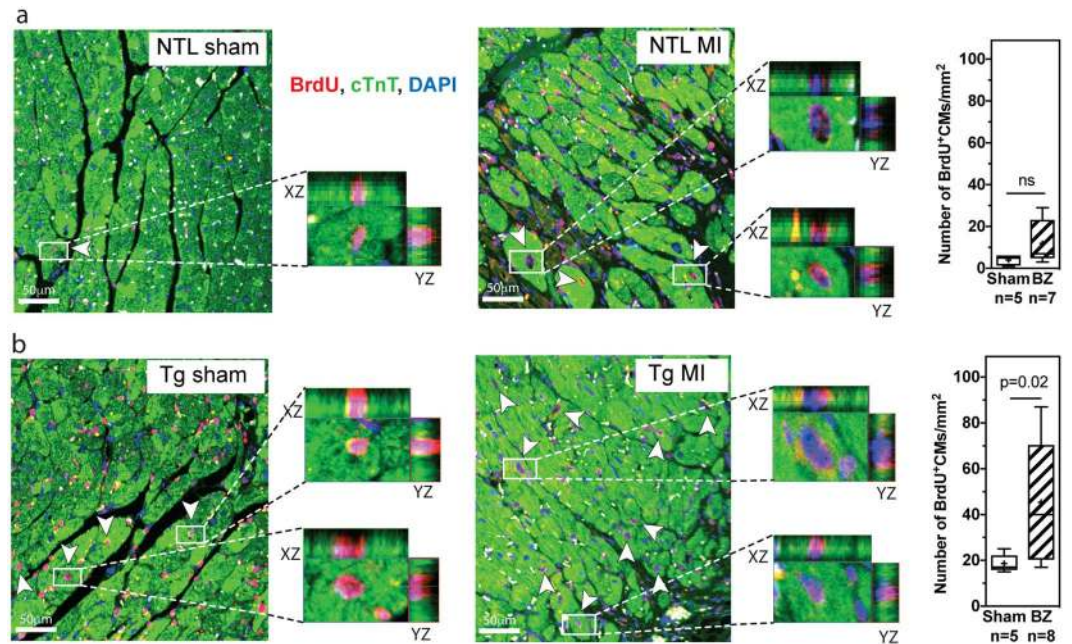 a
NTL sham
BrdU, cTnT, DAPI
XZ
YZ
50μm
NTL MI
XZ
YZ
XZ
YZ
50μm
Number of BrdU⁺CMs/mm²
100
80
60
40
20
0
ns
Sham BZ
n=5 n=7
b
Tg sham
XZ
YZ
XZ
YZ
50μm
Tg MI
XZ
YZ
XZ
YZ
50μm
Number of BrdU⁺CMs/mm²
100
80
60
40
20
0
p=0.02
Sham BZ
n=5 n=8